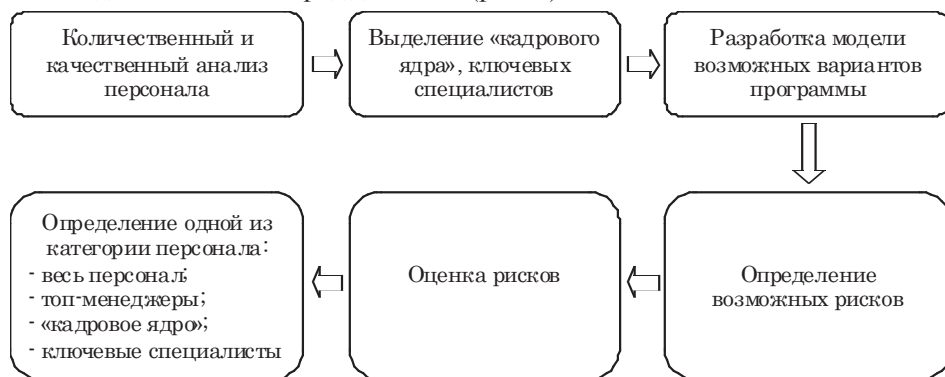 Количественный и
качественный анализ
персонала
Выделение «кадрового
ядра», ключевых
специалистов
Разработка модели
возможных вариантов
программы
Определение одной из
категории персонала:
- весь персонал;
- топ-менеджеры;
- «кадровое ядро»;
- ключевые специалисты
Оценка рисков
Определение
возможных рисков